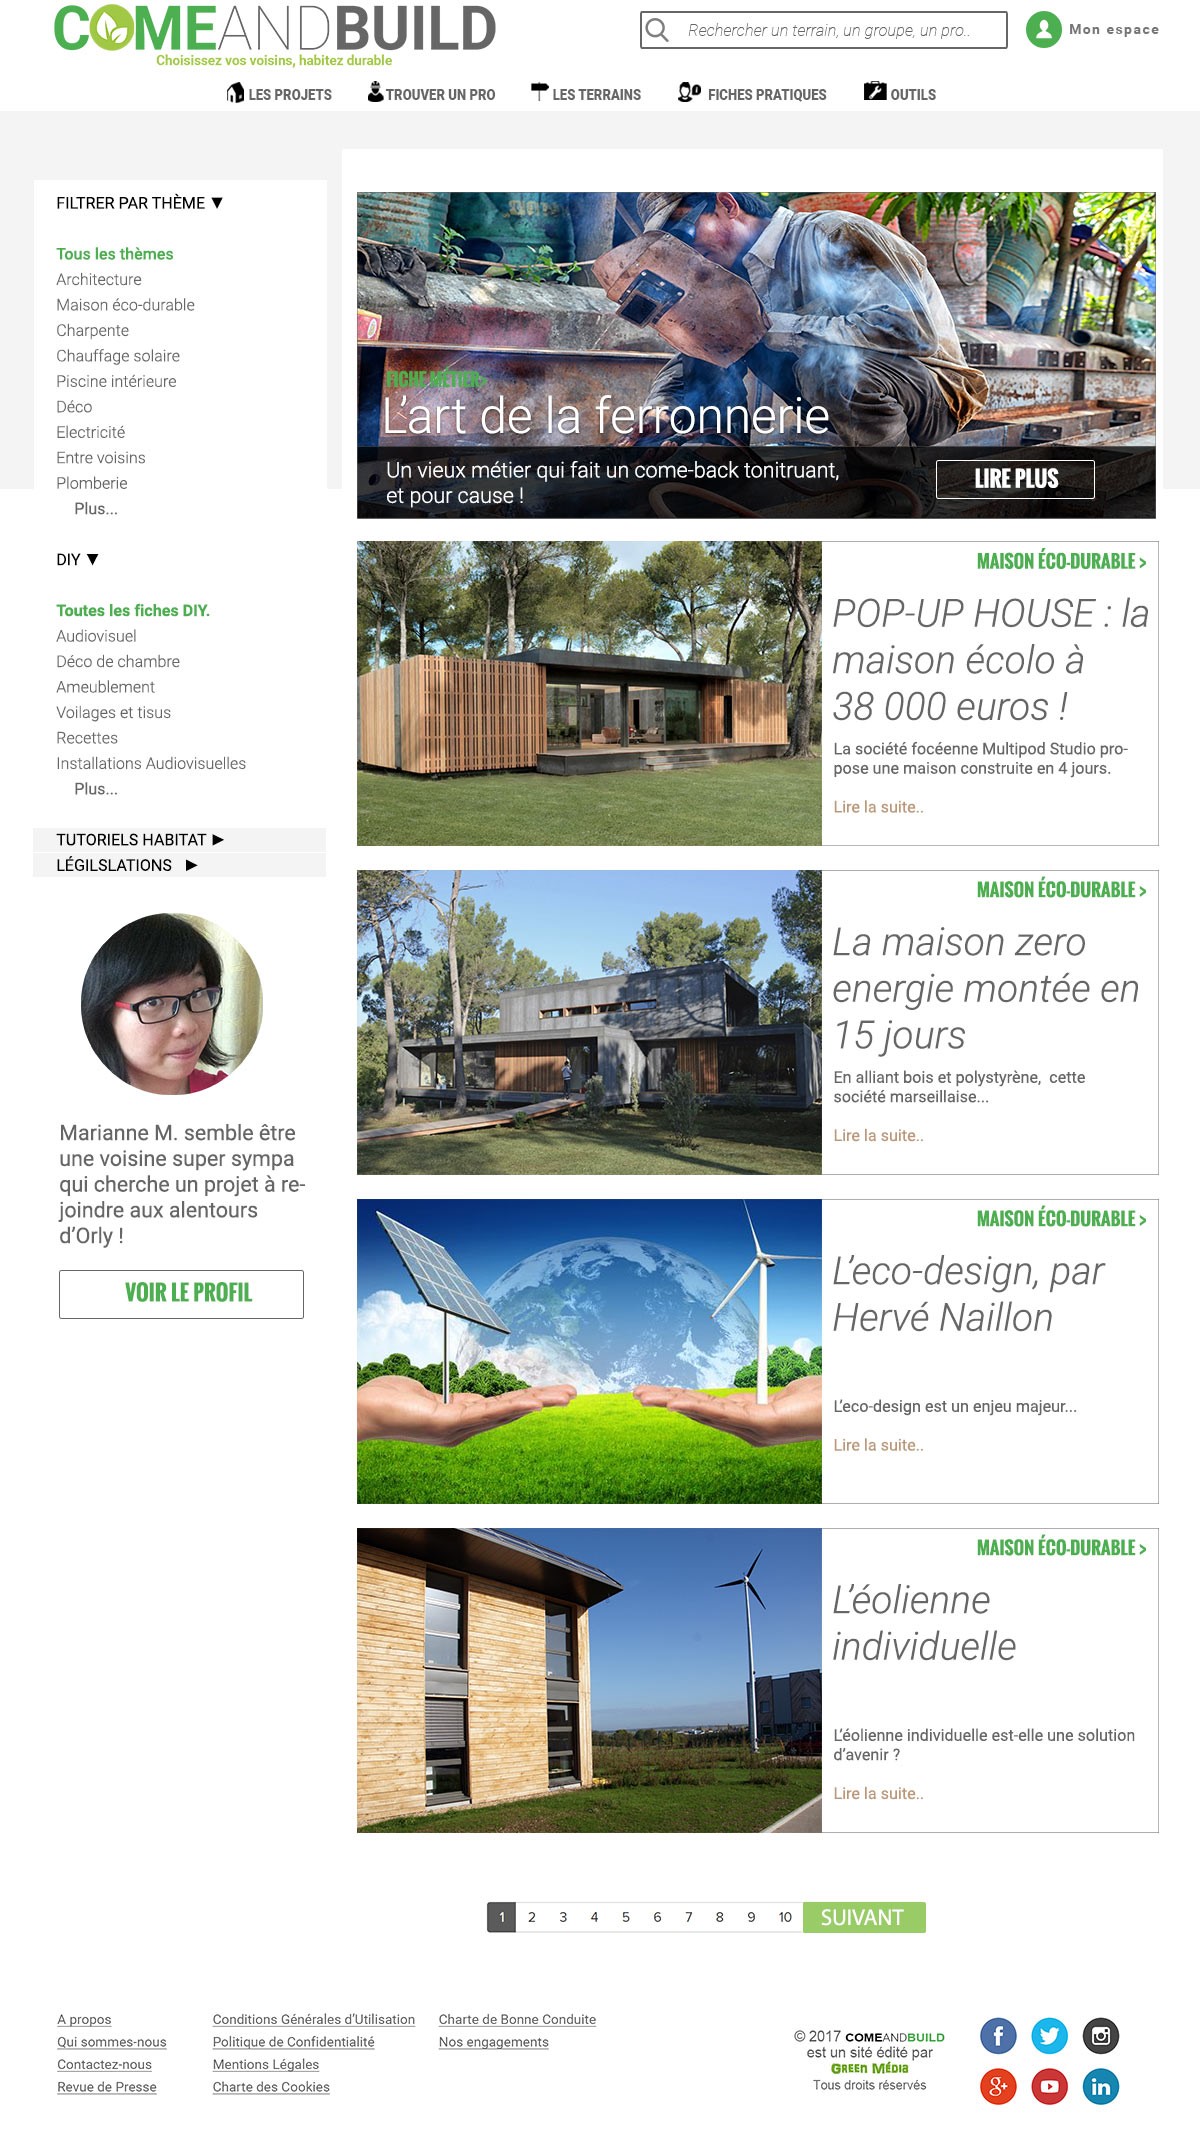 COMEANDBUILD
Choisissez vos voisins, habitez durable
Rechercher un terrain, un groupe, un pro..
Mon espace
LES PROJETS
TROUVER UN PRO
LES TERRAINS
FICHES PRATIQUES
OUTILS
FILTRER PAR THÈME ▼
Tous les thèmes
Architecture
Maison éco-durable
Charpente
Chauffage solaire
Piscine intérieure
Déco
Electricité
Entre voisins
Plomberie
Plus...
DIY ▼
Toutes les fiches DIY.
Audiovisuel
Déco de chambre
Ameublement
Voilages et tisus
Recettes
Installations Audiovisuelles
Plus...
TUTORIELS HABITAT ►
LÉGILSLATIONS ►
Marianne M. semble être
une voisine super sympa
qui cherche un projet à re-
joindre aux alentours
d'Orly !
VOIR LE PROFIL
FICHE MÉTIER>
L'art de la ferronnerie
Un vieux métier qui fait un come-back tonitruant,
et pour cause !
LIRE PLUS
MAISON ÉCO-DURABLE >
POP-UP HOUSE : la
maison écolo à
38 000 euros !
La société focéenne Multipod Studio pro-
pose une maison construite en 4 jours.
Lire la suite..
MAISON ÉCO-DURABLE >
La maison zero
energie montée en
15 jours
En alliant bois et polystyrène, cette
société marseillaise...
Lire la suite..
MAISON ÉCO-DURABLE >
L'eco-design, par
Hervé Naillon
L'eco-design est un enjeu majeur...
Lire la suite..
MAISON ÉCO-DURABLE >
L'éolienne
individuelle
L'éolienne individuelle est-elle une solution
d'avenir ?
Lire la suite..
1 2 3 4 5 6 7 8 9 10 SUIVANT
A propos
Qui sommes-nous
Contactez-nous
Revue de Presse
Conditions Générales d'Utilisation
Politique de Confidentialité
Mentions Légales
Charte des Cookies
Charte de Bonne Conduite
Nos engagements
© 2017 COMEANDBUILD
est un sité édité par
Green Média
Tous droits réservés